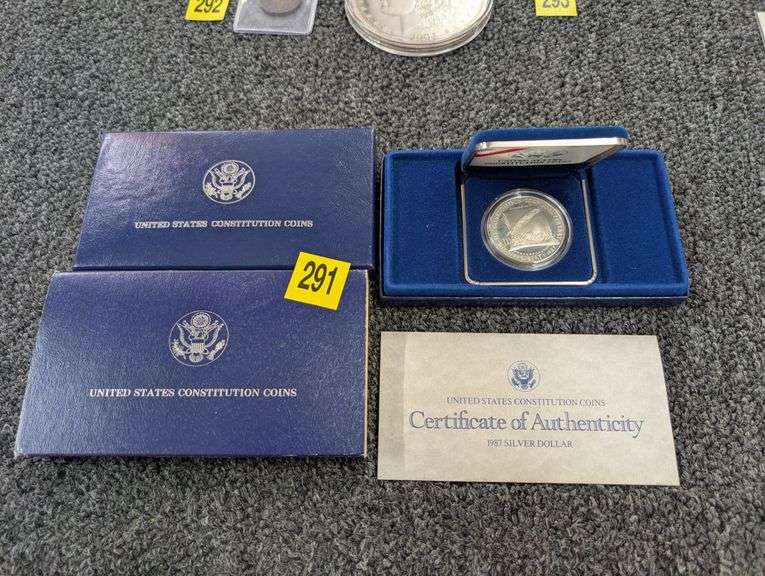 292
2002
293
UNITED STATES CONSTITUTION COINS
291
UNITED STATES CONSTITUTION COINS
UNITED STATES CONSTITUTION COINS
Certificate of Authenticity
1987 SILVER DOLLAR